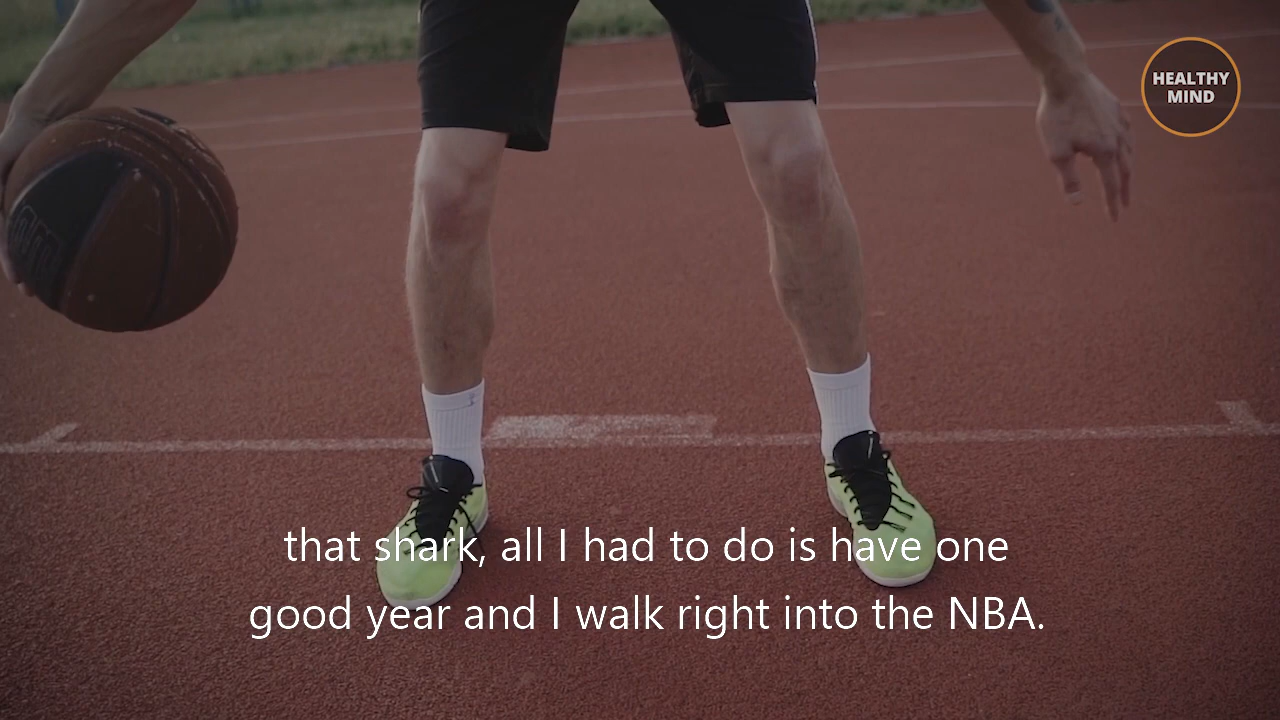 HEALTHY
MIND
that shark, all I had to do is have one
good year and I walk right into the NBA.